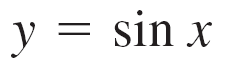 y = sin x